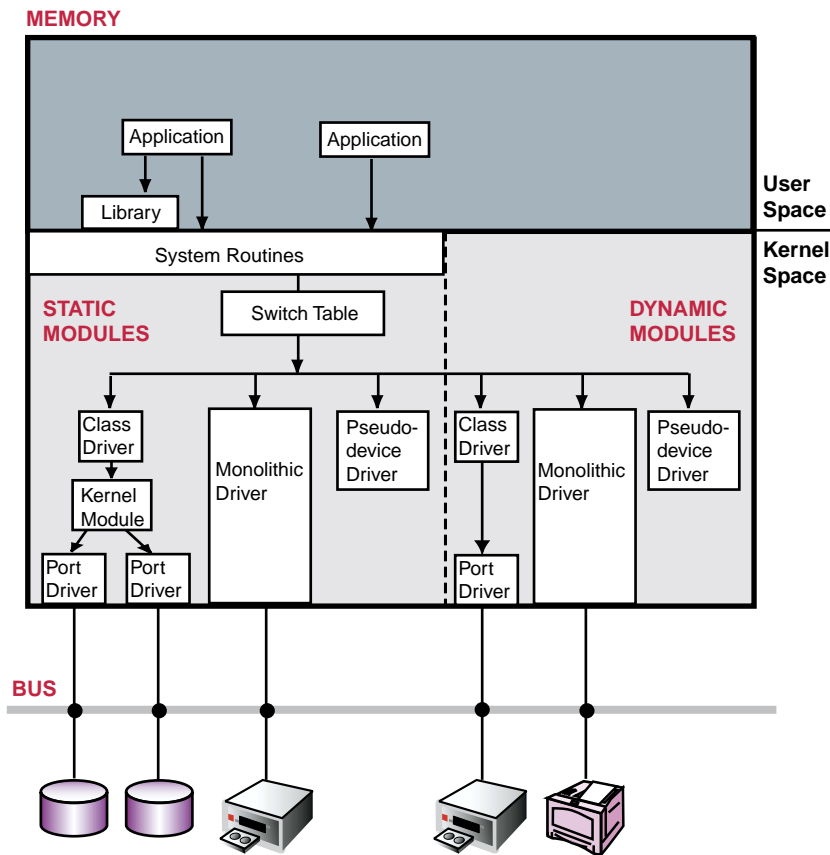 MEMORY
Application
Application
Library
User
Space
Kernel
Space
System Routines
STATIC
MODULES
Switch Table
DYNAMIC
MODULES
Class
Driver
Monolithic
Driver
Pseudo-
device
Driver
Class
Driver
Monolithic
Driver
Pseudo-
device
Driver
Kernel
Module
Port
Driver
Port
Driver
Port
Driver
BUS